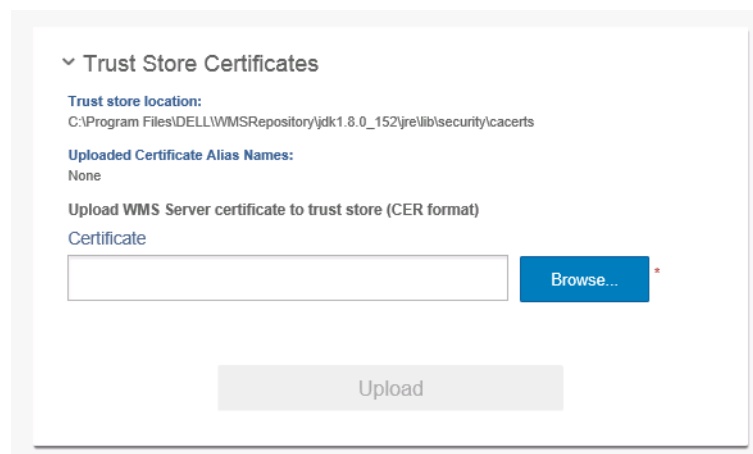 Trust Store Certificates
Trust store location:
C:\Program Files\DELL\WMSRepository\jdk1.8.0_152\jre\lib\security\cacerts
Uploaded Certificate Alias Names:
None
Upload WMS Server certificate to trust store (CER format)
Certificate
Browse... *
Upload